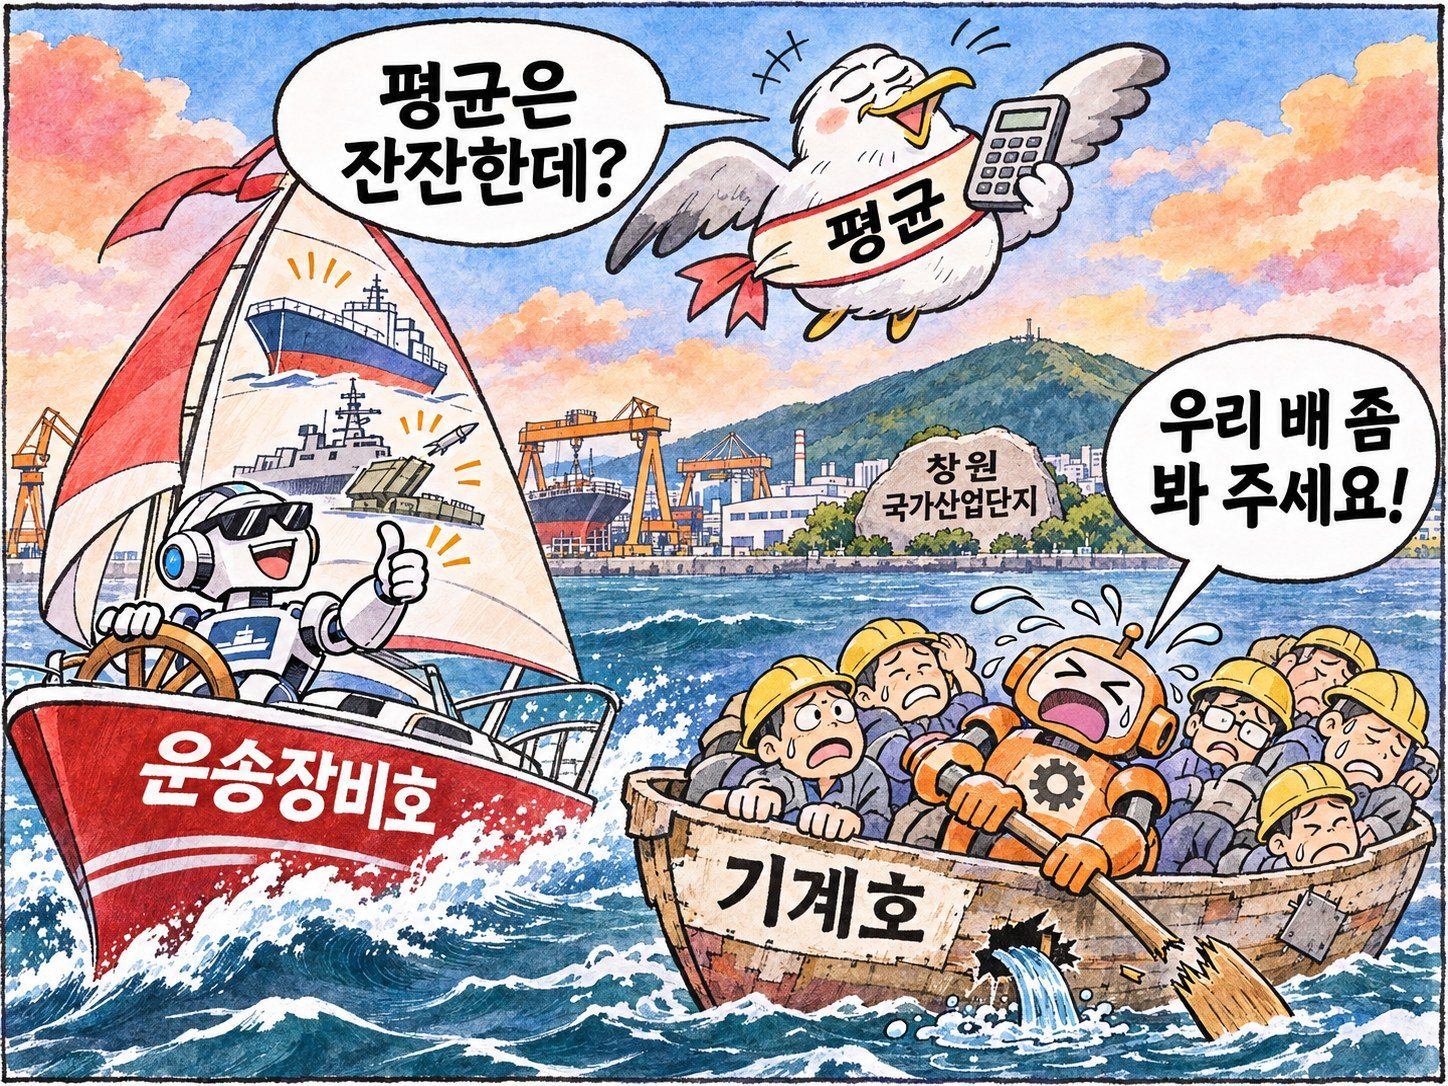 평균은
잔잔한데?
평균
우리 배 좀
봐 주세요!
창원
국가산업단지
운송장비호
기계호